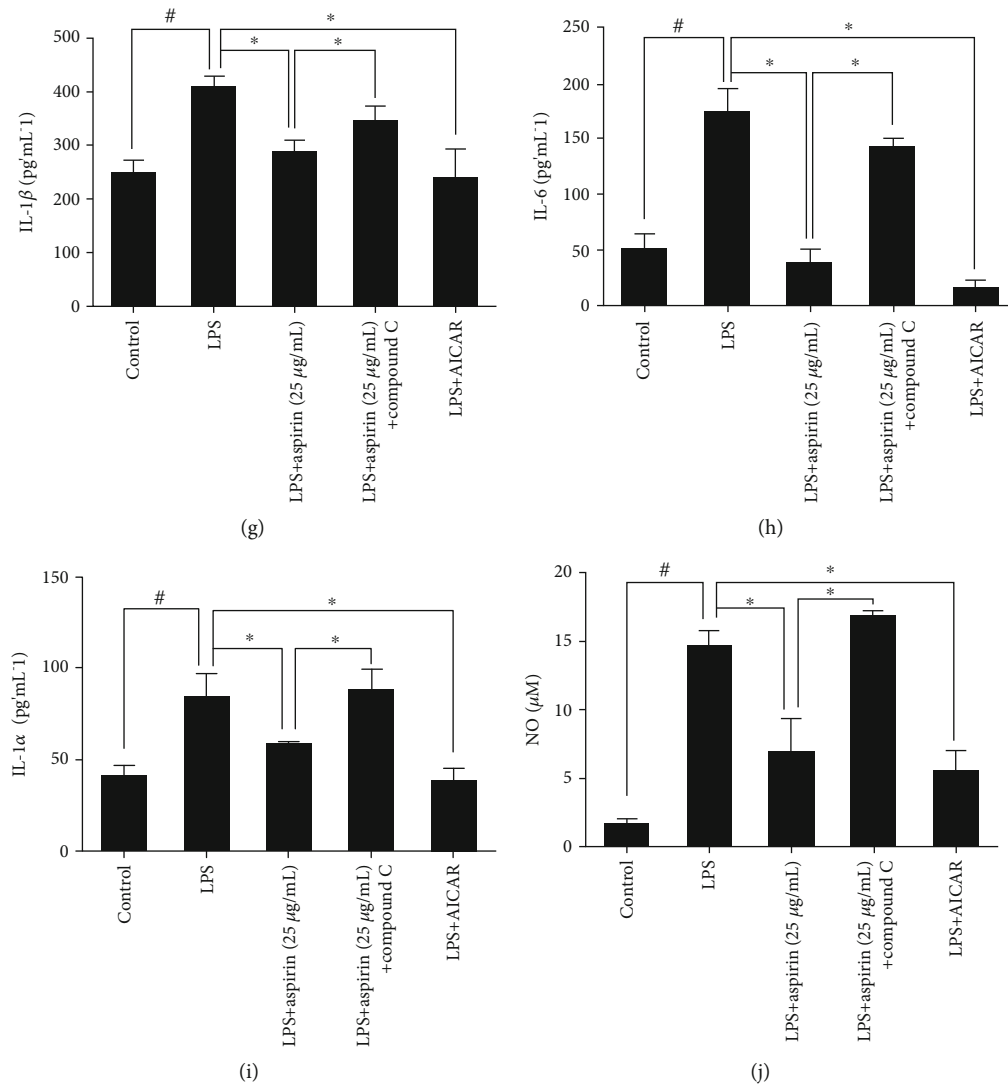 #
*
*
*
500
400
300
200
100
0
IL-1β (pg'mL-1)
Control
LPS
LPS+aspirin (25 μg/mL)
LPS+aspirin (25 μg/mL)
+compound C
LPS+AICAR
(g)
#
*
*
*
250
200
150
100
50
0
IL-6 (pg'mL-1)
Control
LPS
LPS+aspirin (25 μg/mL)
LPS+aspirin (25 μg/mL)
+compound C
LPS+AICAR
(h)
#
*
*
*
150
100
50
0
IL-1α (pg'mL-1)
Control
LPS
LPS+aspirin (25 μg/mL)
LPS+aspirin (25 μg/mL)
+compound C
LPS+AICAR
(i)
#
*
*
*
20
15
10
5
0
NO (μM)
Control
LPS
LPS+aspirin (25 μg/mL)
LPS+aspirin (25 μg/mL)
+compound C
LPS+AICAR
(j)